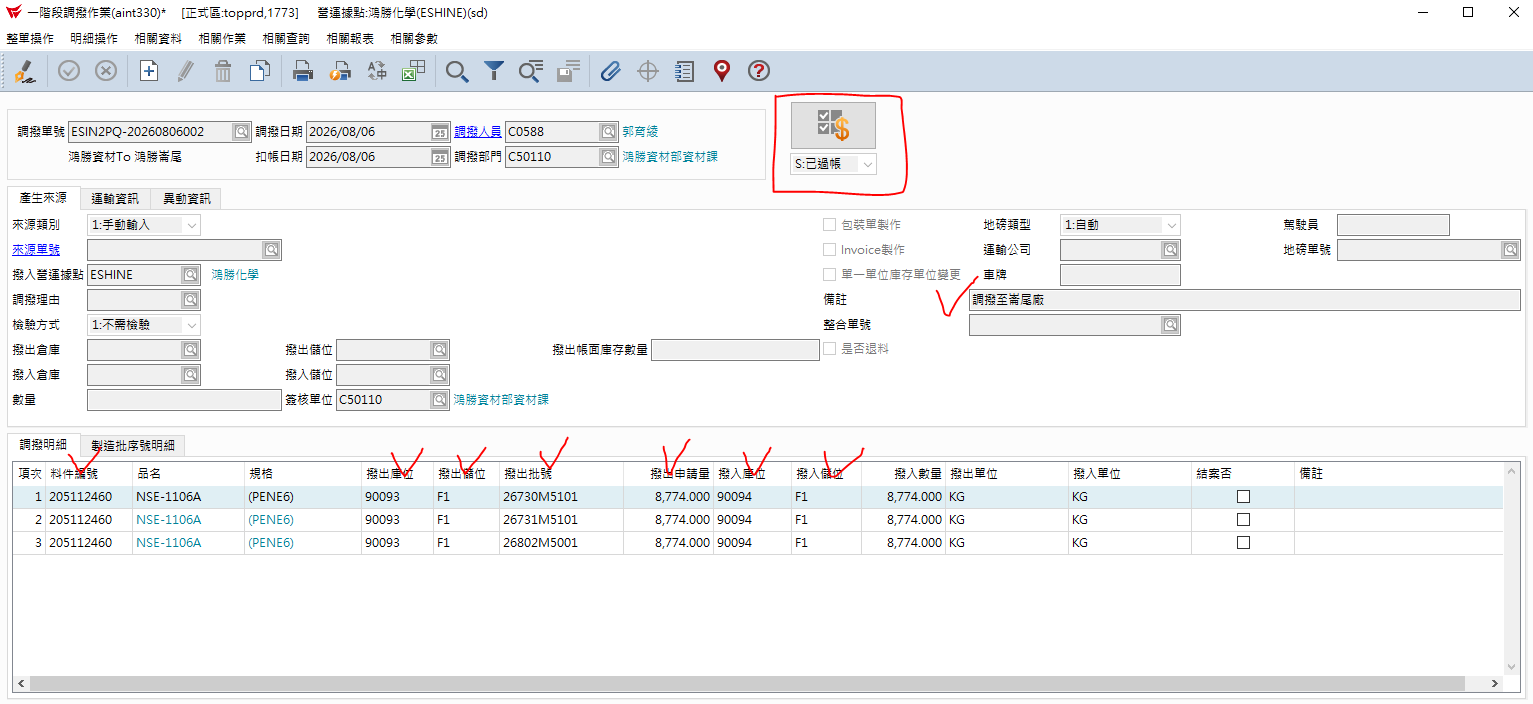 一階段調撥作業(aint330)* [正式區:topprd,1773] 營運據點:鴻勝化學(ESHINE)(sd)
整單操作 明細操作 相關資料 相關作業 相關查詢 相關報表 相關參數
調撥單號 ESIN2PQ-20260806002 調撥日期 2026/08/06 25 調撥人員 C0588 郭育綾
鴻勝資材To 鴻勝崙尾 扣帳日期 2026/08/06 25 調撥部門 C50110 鴻勝資材部資材課
S:已過帳
產生來源 運輸資訊 異動資訊
來源類別 1:手動輸入 包裝單製作 地磅類型 1:自動 駕駛員
來源單號 Invoice製作 運輸公司 地磅單號
撥入營運據點 ESHINE 鴻勝化學 單一單位庫存單位變更 車牌
調撥理由 備註 調撥至崙尾廠
檢驗方式 1:不需檢驗 整合單號
撥出倉庫 撥出儲位 撥出帳面庫存數量 是否退料
撥入倉庫 撥入儲位
數量 簽核單位 C50110 鴻勝資材部資材課
調撥明細 製造批序號明細
項次 料件編號 品名 規格 撥出庫位 撥出儲位 撥出批號 撥出申請量 撥入庫位 撥入儲位 撥入數量 撥出單位 撥入單位 結案否 備註
1 205112460 NSE-1106A (PENE6) 90093 F1 26730M5101 8,774.000 90094 F1 8,774.000 KG KG
2 205112460 NSE-1106A (PENE6) 90093 F1 26731M5101 8,774.000 90094 F1 8,774.000 KG KG
3 205112460 NSE-1106A (PENE6) 90093 F1 26802M5001 8,774.000 90094 F1 8,774.000 KG KG